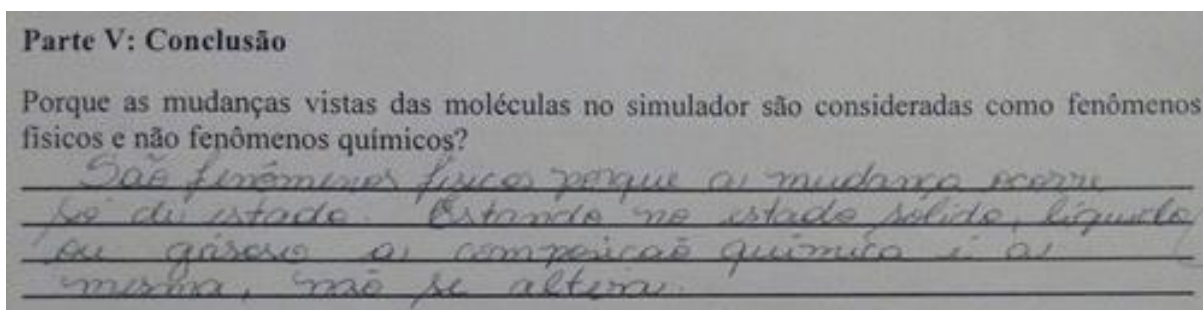 Parte V: Conclusão
Porque as mudanças vistas das moléculas no simulador são consideradas como fenômenos
físicos e não fenômenos químicos?
São fenômenos físicos porque a mudança ocorre
só de estado. Estando no estado sólido, líquido
ou gasoso a composição química é a
mesma, não se altera.